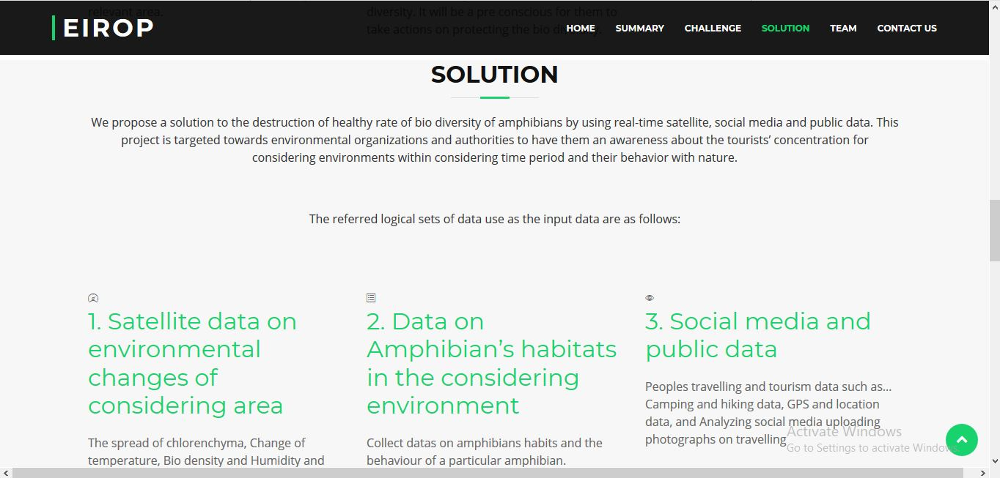 relevant area.
diversity. It will be a pre conscious for them to
take actions on protecting the bio diversity.
EIROP
HOME SUMMARY CHALLENGE SOLUTION TEAM CONTACT US
SOLUTION
We propose a solution to the destruction of healthy rate of bio diversity of amphibians by using real-time satellite, social media and public data. This
project is targeted towards environmental organizations and authorities to have them an awareness about the tourists’ concentration for
considering environments within considering time period and their behavior with nature.
The referred logical sets of data use as the input data are as follows:
1. Satellite data on
environmental
changes of
considering area
The spread of chlorenchyma, Change of
temperature, Bio density and Humidity and
2. Data on
Amphibian’s habitats
in the considering
environment
Collect datas on amphibians habits and the
behaviour of a particular amphibian.
3. Social media and
public data
Peoples travelling and tourism data such as...
Camping and hiking data, GPS and location
data, and Analyzing social media uploading
photographs on travelling
Activate Windows
Go to Settings to activate Windows.